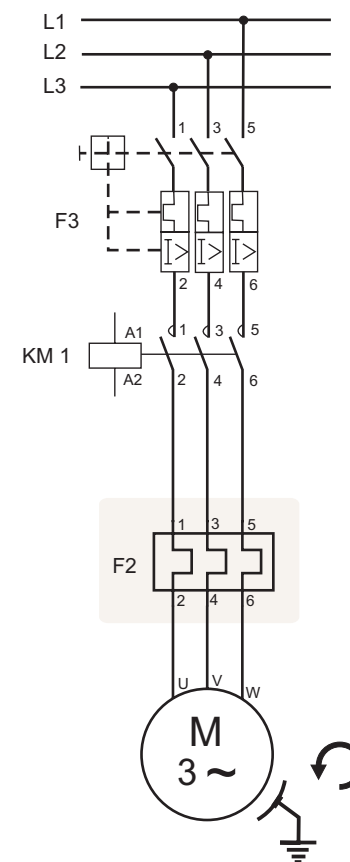 L1
L2
L3
1 3 5
F3
I> I> I>
2 4 6
A1 1 3 5
KM 1
A2 2 4 6
1 3 5
F2
2 4 6
U V W
M
3 ~